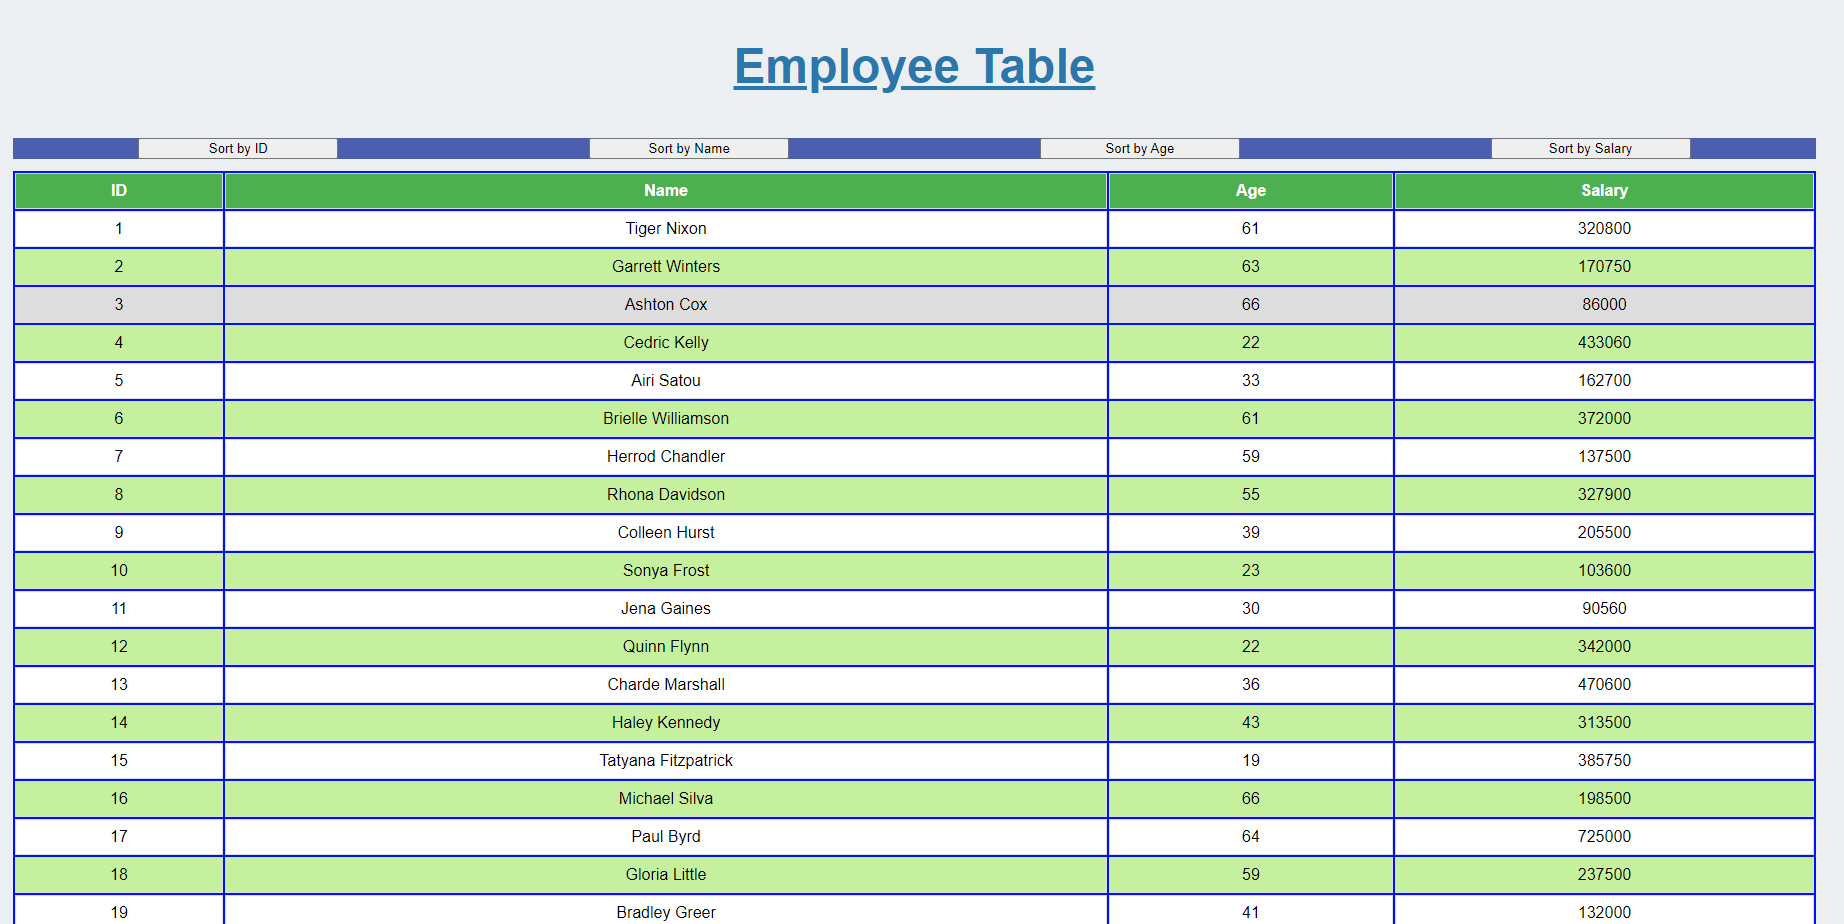 Employee Table
Sort by ID Sort by Name Sort by Age Sort by Salary
ID Name Age Salary
1 Tiger Nixon 61 320800
2 Garrett Winters 63 170750
3 Ashton Cox 66 86000
4 Cedric Kelly 22 433060
5 Airi Satou 33 162700
6 Brielle Williamson 61 372000
7 Herrod Chandler 59 137500
8 Rhona Davidson 55 327900
9 Colleen Hurst 39 205500
10 Sonya Frost 23 103600
11 Jena Gaines 30 90560
12 Quinn Flynn 22 342000
13 Charde Marshall 36 470600
14 Haley Kennedy 43 313500
15 Tatyana Fitzpatrick 19 385750
16 Michael Silva 66 198500
17 Paul Byrd 64 725000
18 Gloria Little 59 237500
19 Bradley Greer 41 132000